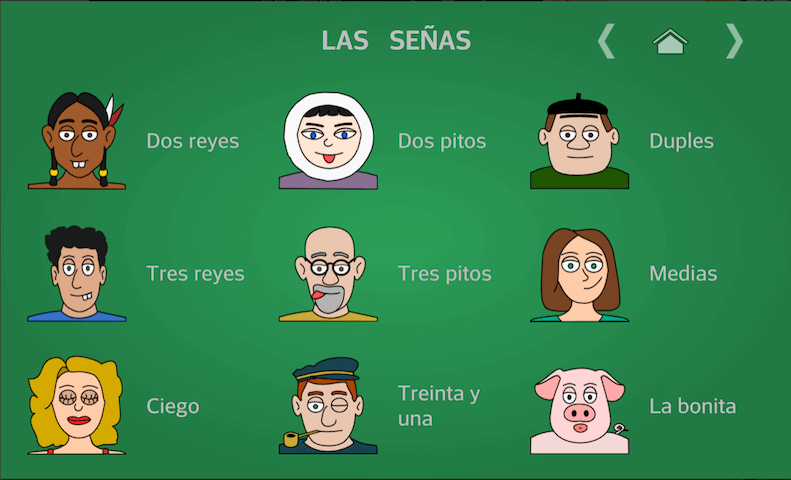 LAS SEÑAS
Dos reyes
Dos pitos
Duples
Tres reyes
Tres pitos
Medias
Ciego
Treinta y
una
La bonita